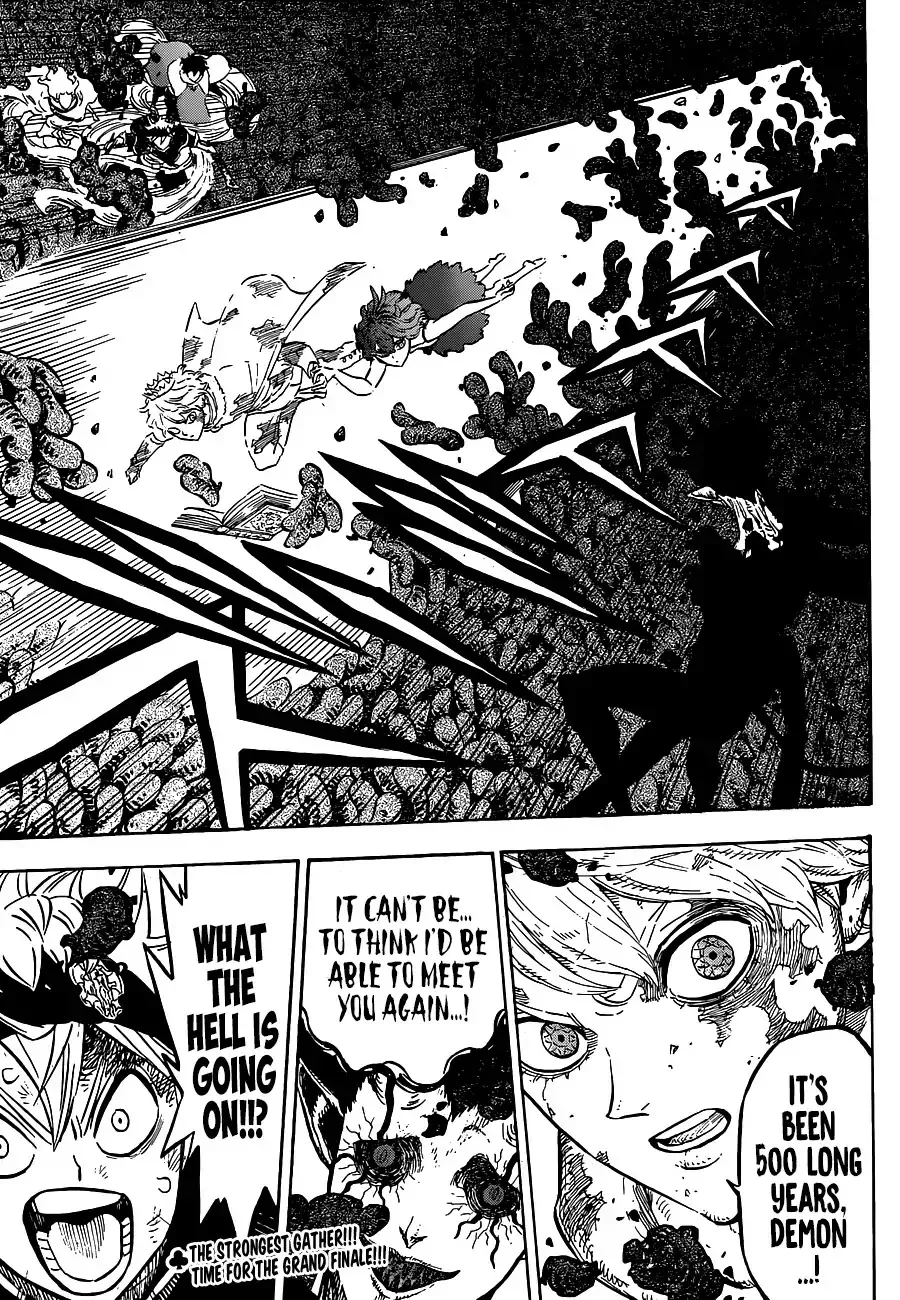 IT'S
BEEN
500 LONG
YEARS,
DEMON
...!
IT CAN'T BE...
TO THINK I'D BE
ABLE TO MEET
YOU AGAIN...!
WHAT
THE
HELL IS
GOING
ON!!!?
THE STRONGEST GATHER!!!
TIME FOR THE GRAND FINALE!!!